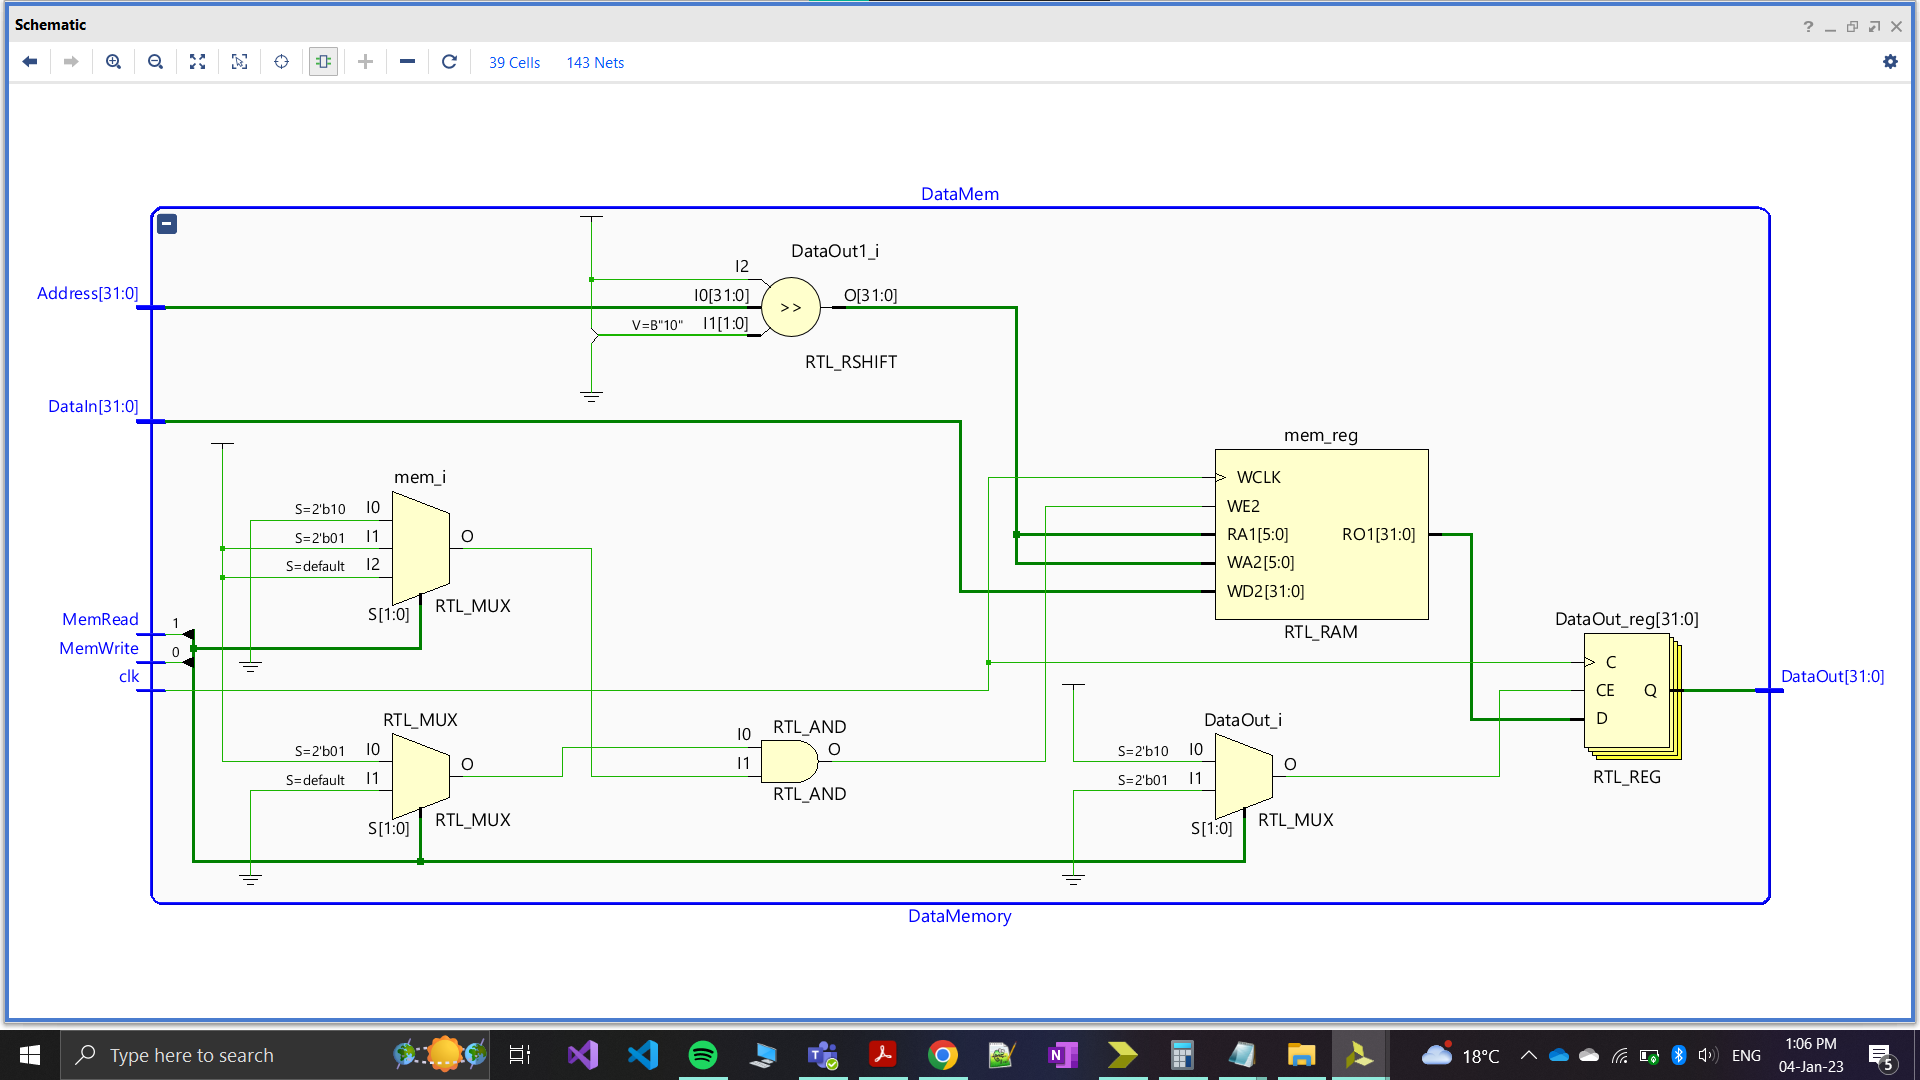 Schematic
39 Cells 143 Nets
DataMem
DataOut1_i
I2
Address[31:0]
I0[31:0] >> O[31:0]
V=B"10" I1[1:0]
RTL_RSHIFT
DataIn[31:0]
mem_reg
mem_i
WCLK
S=2'b10 I0
WE2
S=2'b01 I1 O
RA1[5:0] RO1[31:0]
S=default I2
WA2[5:0]
WD2[31:0]
S[1:0] RTL_MUX
MemRead 1
RTL_RAM
DataOut_reg[31:0]
MemWrite 0
C
clk
CE Q
DataOut[31:0]
D
RTL_MUX
RTL_AND
DataOut_i
S=2'b01 I0
I0 O
S=2'b10 I0
O
I1
O
S=default I1
S=2'b01 I1
RTL_REG
RTL_AND
S[1:0] RTL_MUX
S[1:0] RTL_MUX
DataMemory
Type here to search
18°C
ENG
1:06 PM
04-Jan-23
5